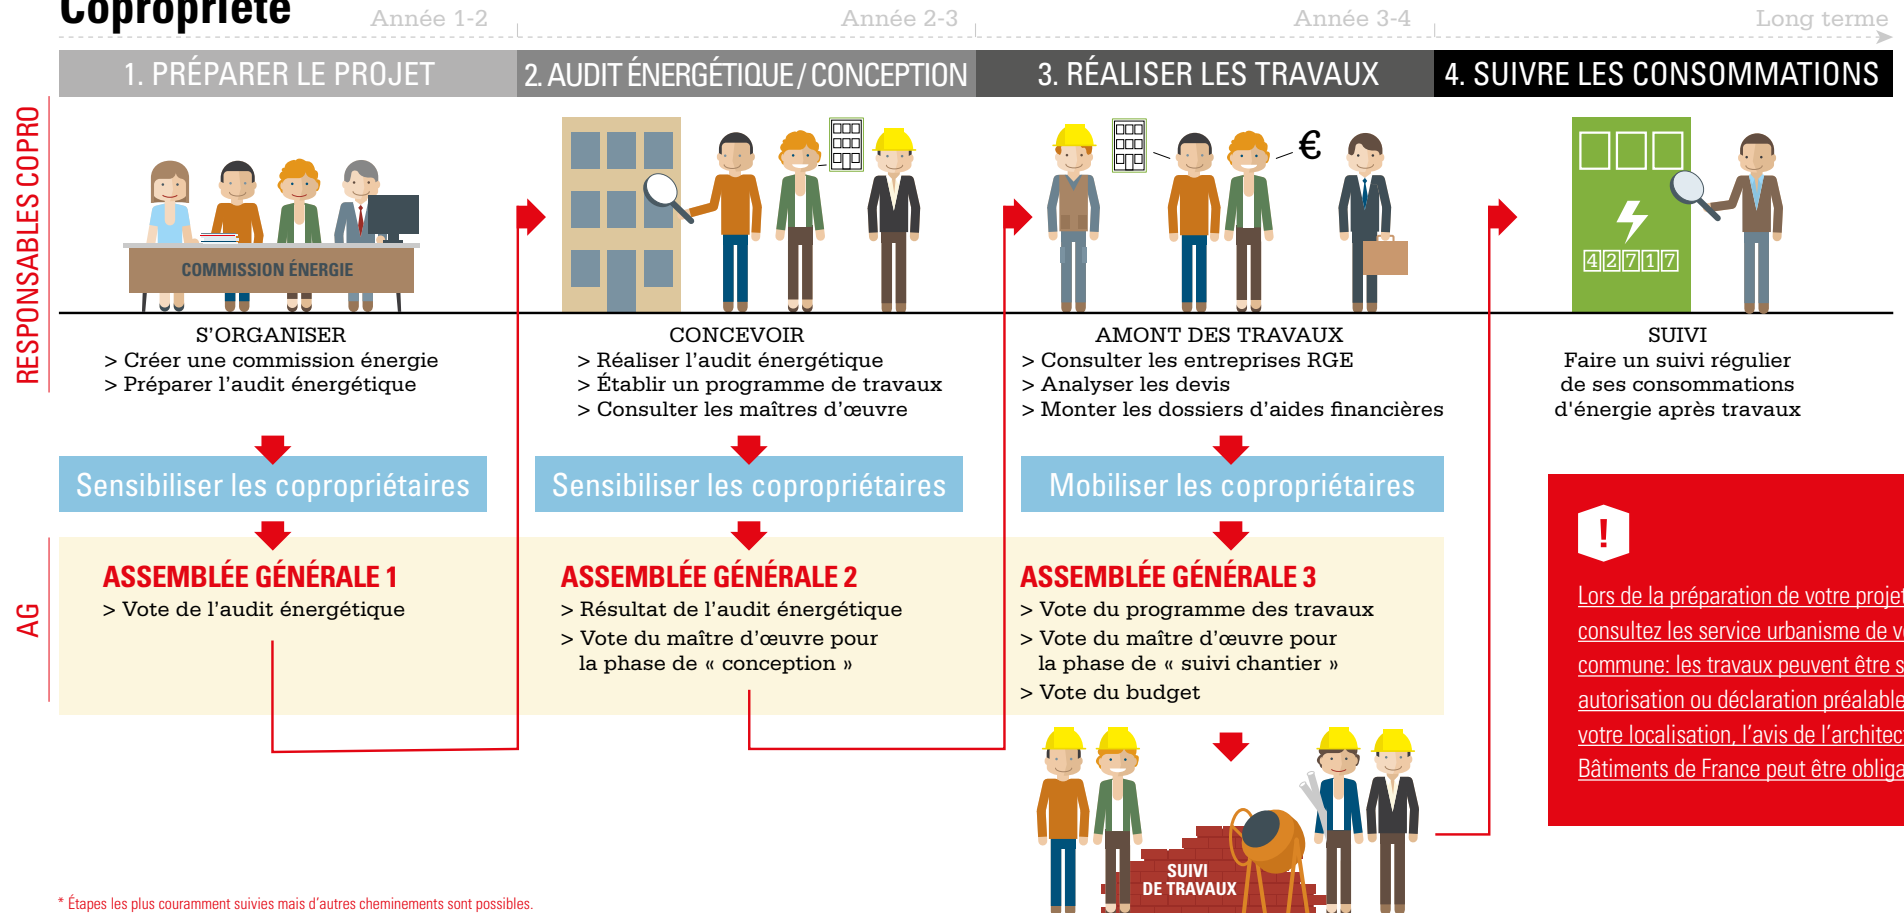 Copropriété
Année 1-2
Année 2-3
Année 3-4
Long terme
1. PRÉPARER LE PROJET
2. AUDIT ÉNERGÉTIQUE / CONCEPTION
3. RÉALISER LES TRAVAUX
4. SUIVRE LES CONSOMMATIONS
RESPONSABLES COPRO
COMMISSION ÉNERGIE
€
42717
S’ORGANISER
> Créer une commission énergie
> Préparer l’audit énergétique
CONCEVOIR
> Réaliser l’audit énergétique
> Établir un programme de travaux
> Consulter les maîtres d’œuvre
AMONT DES TRAVAUX
> Consulter les entreprises RGE
> Analyser les devis
> Monter les dossiers d’aides financières
SUIVI
Faire un suivi régulier
de ses consommations
d'énergie après travaux
Sensibiliser les copropriétaires
Sensibiliser les copropriétaires
Mobiliser les copropriétaires
AG
ASSEMBLÉE GÉNÉRALE 1
> Vote de l’audit énergétique
ASSEMBLÉE GÉNÉRALE 2
> Résultat de l’audit énergétique
> Vote du maître d’œuvre pour
la phase de « conception »
ASSEMBLÉE GÉNÉRALE 3
> Vote du programme des travaux
> Vote du maître d’œuvre pour
la phase de « suivi chantier »
> Vote du budget
!
Lors de la préparation de votre projet
consultez les service urbanisme de
commune: les travaux peuvent être
autorisation ou déclaration préalable
votre localisation, l’avis de
Bâtiments de France peut être
SUIVI
DE TRAVAUX
* Étapes les plus couramment suivies mais d’autres cheminements sont possibles.